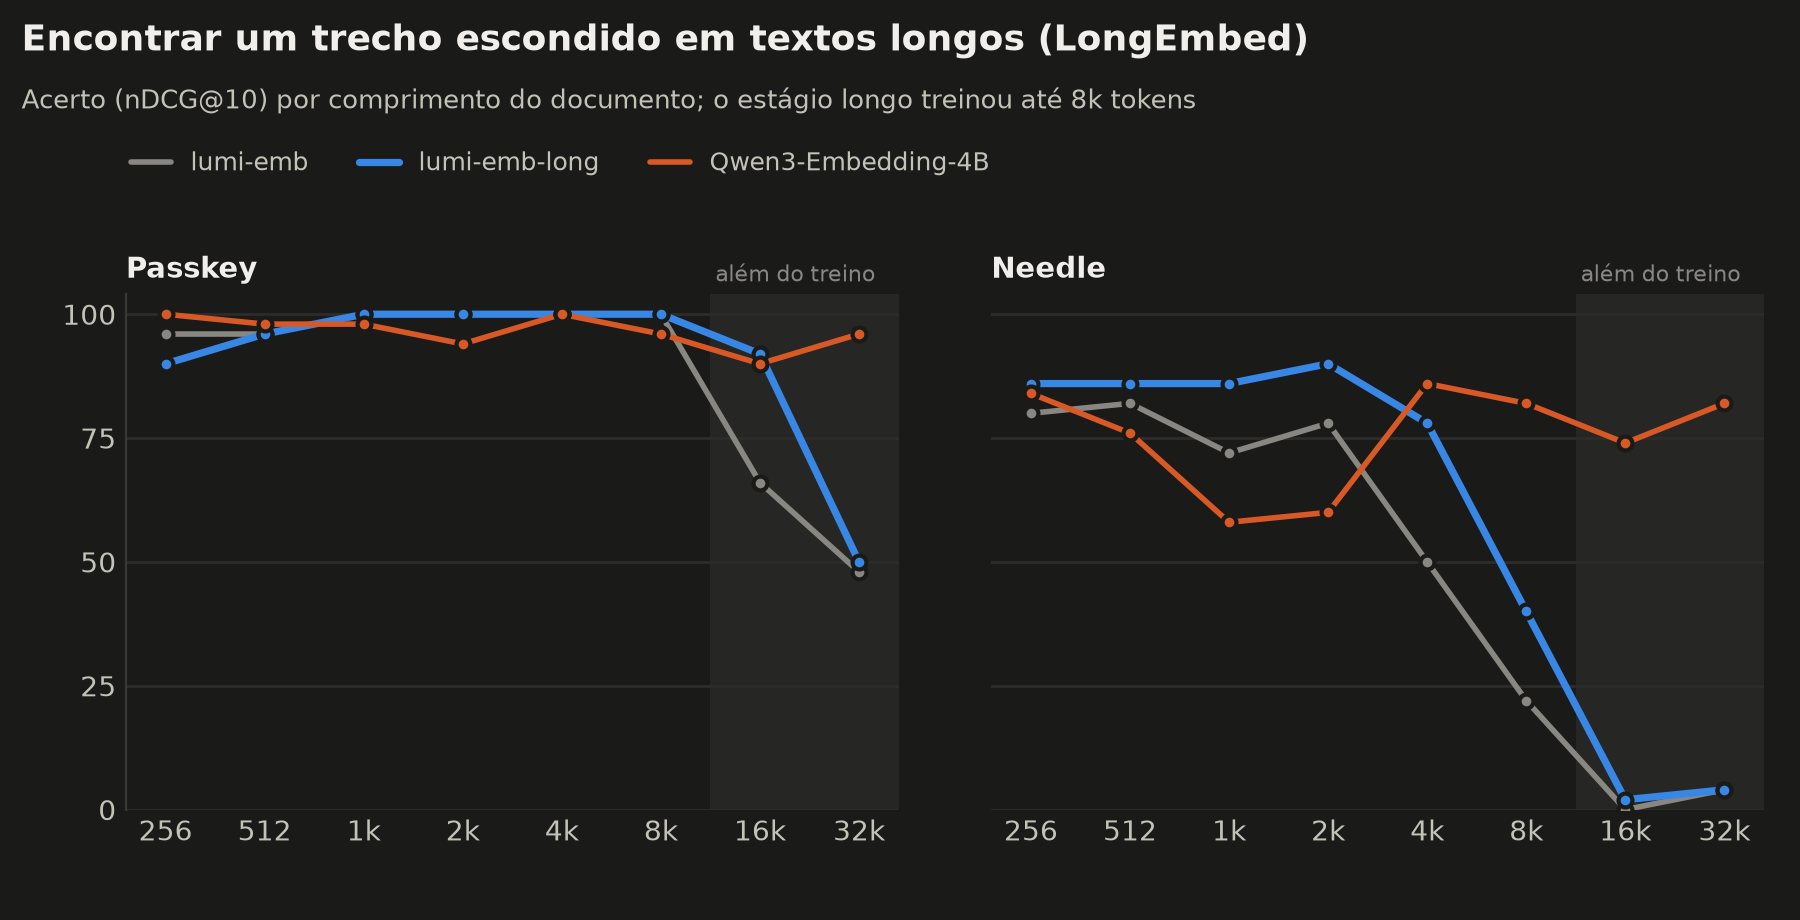 Encontrar um trecho escondido em textos longos (LongEmbed)
Acerto (nDCG@10) por comprimento do documento; o estágio longo treinou até 8k tokens
lumi-emb lumi-emb-long Qwen3-Embedding-4B
Passkey
além do treino
100
75
50
25
0
256 512 1k 2k 4k 8k 16k 32k
Needle
além do treino
256 512 1k 2k 4k 8k 16k 32k